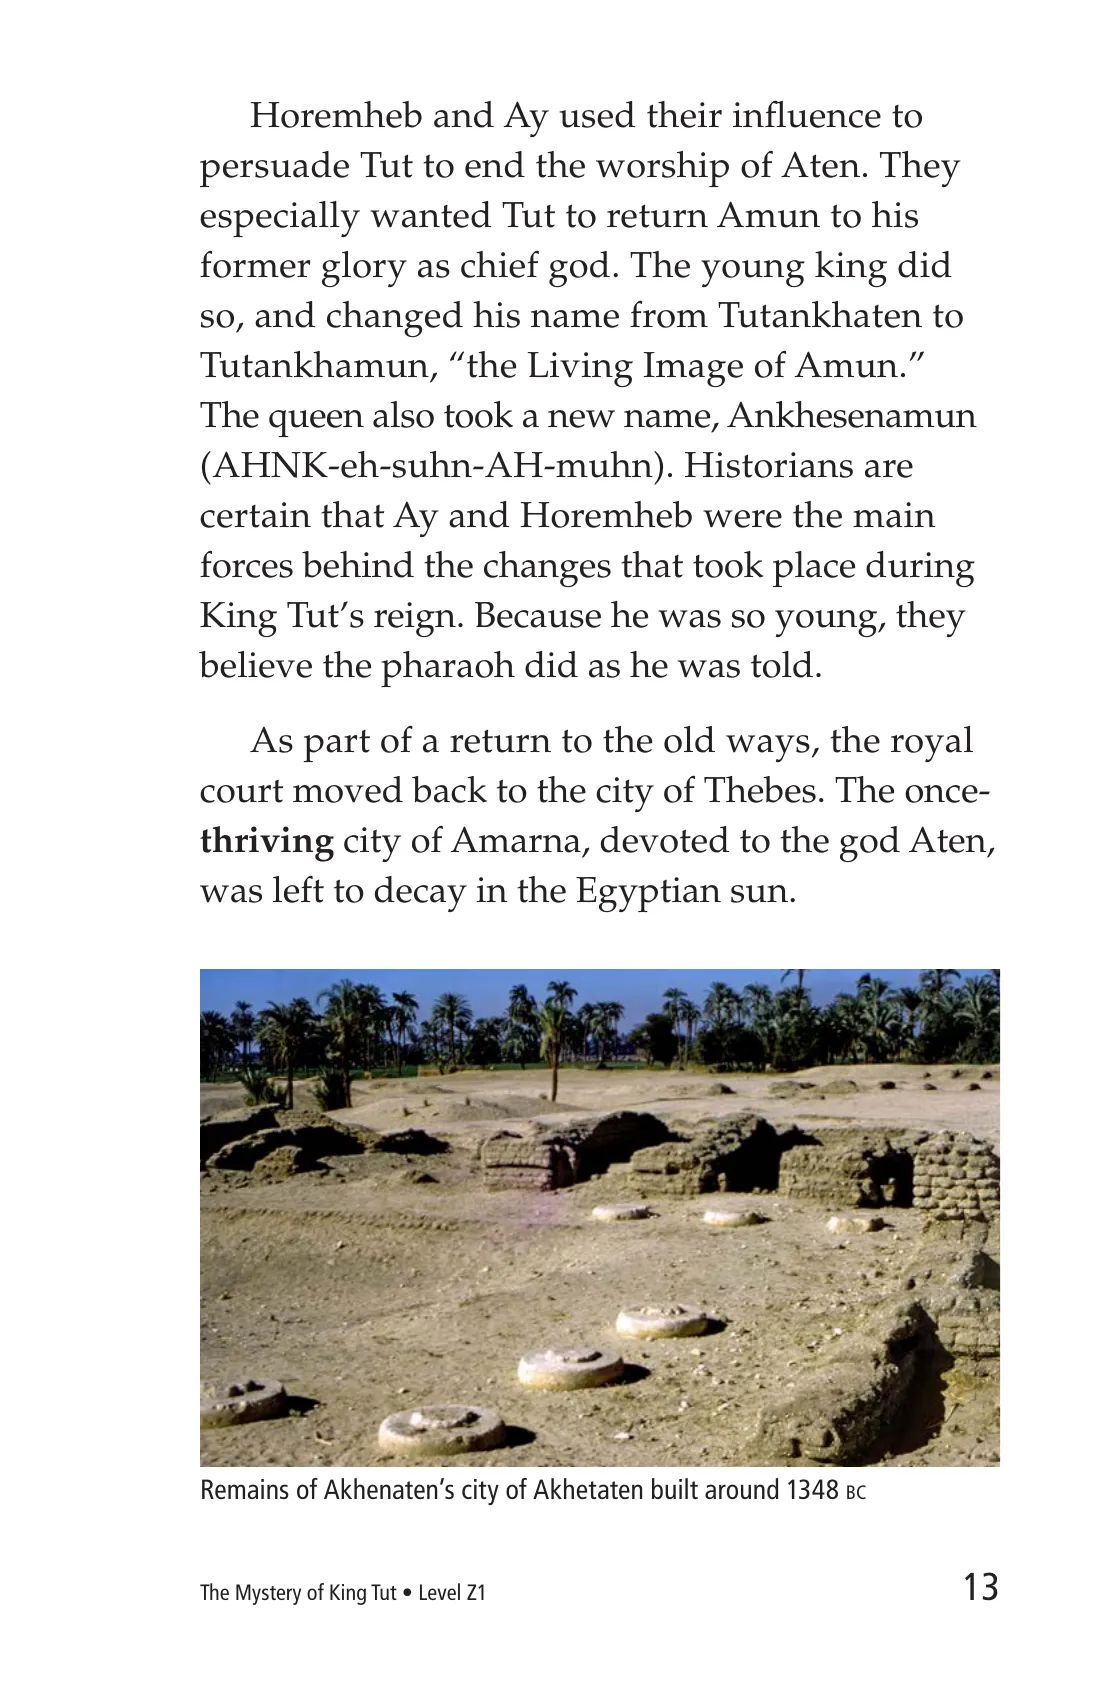 Horemheb and Ay used their influence to
persuade Tut to end the worship of Aten. They
especially wanted Tut to return Amun to his
former glory as chief god. The young king did
so, and changed his name from Tutankhaten to
Tutankhamun, “the Living Image of Amun.”
The queen also took a new name, Ankhesenamun
(AHNK-eh-suhn-AH-muhn). Historians are
certain that Ay and Horemheb were the main
forces behind the changes that took place during
King Tut’s reign. Because he was so young, they
believe the pharaoh did as he was told.
As part of a return to the old ways, the royal
court moved back to the city of Thebes. The once-
thriving city of Amarna, devoted to the god Aten,
was left to decay in the Egyptian sun.
Remains of Akhenaten’s city of Akhetaten built around 1348 BC
The Mystery of King Tut • Level Z1 13